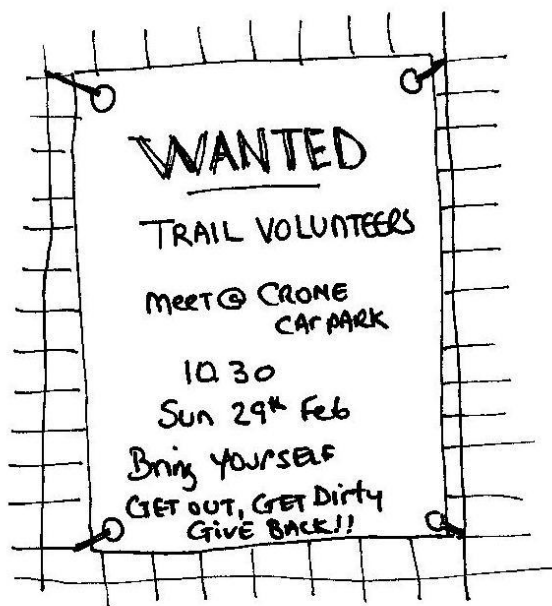 WANTED
TRAIL VOLUNTEERS
MEET @ CRONE
CAr PARK
10.30
Sun 29th Feb
Bring YOUrSELF
GET OUT, GET Dirty
GIVE BACK!!